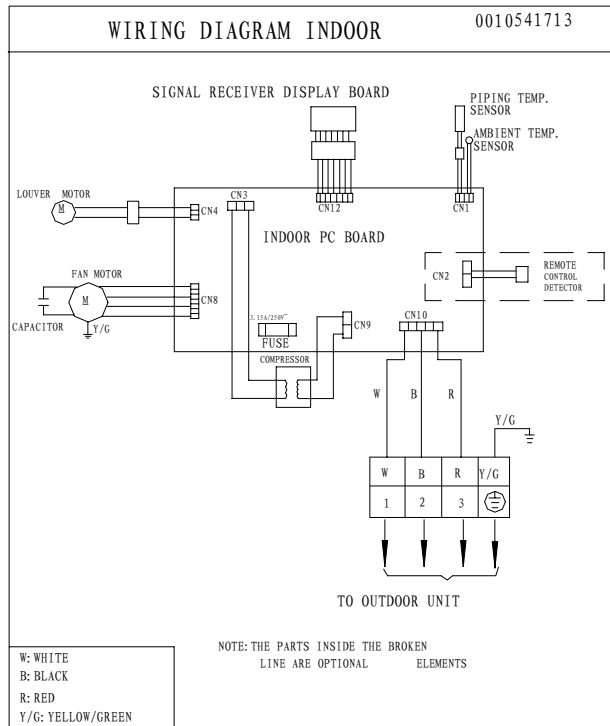 WIRING DIAGRAM INDOOR
0010541713
SIGNAL RECEIVER DISPLAY BOARD
PIPING TEMP.
SENSOR
AMBIENT TEMP.
SENSOR
LOUVER MOTOR
M
CN4
CN3
CN12
CN1
INDOOR PC BOARD
CN2
REMOTE
CONTROL
DETECTOR
FAN MOTOR
M
CN8
CAPACITOR
Y/G
3.15A/250V~
FUSE
CN9
CN10
COMPRESSOR
W
B
R
Y/G
W
B
R
Y/G
1
2
3
TO OUTDOOR UNIT
NOTE: THE PARTS INSIDE THE BROKEN
LINE ARE OPTIONAL ELEMENTS
W: WHITE
B: BLACK
R: RED
Y/G: YELLOW/GREEN